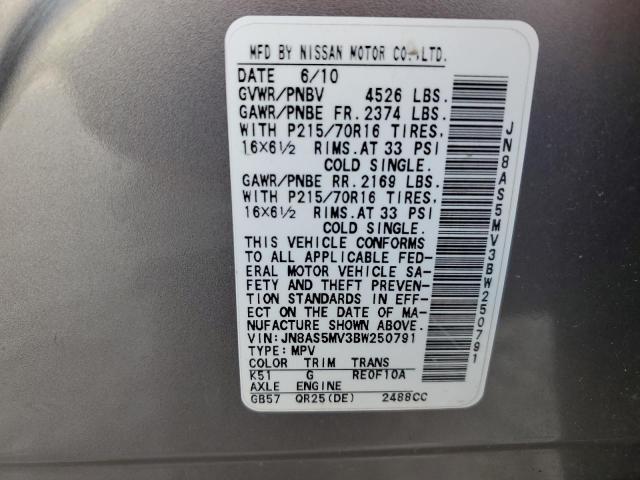 MFD BY NISSAN MOTOR CO.,LTD.
DATE 6/10
GVWR/PNBV 4526 LBS.
GAWR/PNBE FR. 2374 LBS.
WITH P215/70R16 TIRES,
16X6½ RIMS.AT 33 PSI
COLD SINGLE.
GAWR/PNBE RR. 2169 LBS.
WITH P215/70R16 TIRES,
16X6½ RIMS.AT 33 PSI
COLD SINGLE.
THIS VEHICLE CONFORMS
TO ALL APPLICABLE FED-
ERAL MOTOR VEHICLE SA-
FETY AND THEFT PREVEN-
TION STANDARDS IN EFF-
ECT ON THE DATE OF MA-
NUFACTURE SHOWN ABOVE.
VIN:JN8AS5MV3BW250791
TYPE:MPV
COLOR TRIM TRANS
K51 G RE0F10A
AXLE ENGINE
GB57 QR25(DE) 2488CC
JN8AS5MV3BW250791